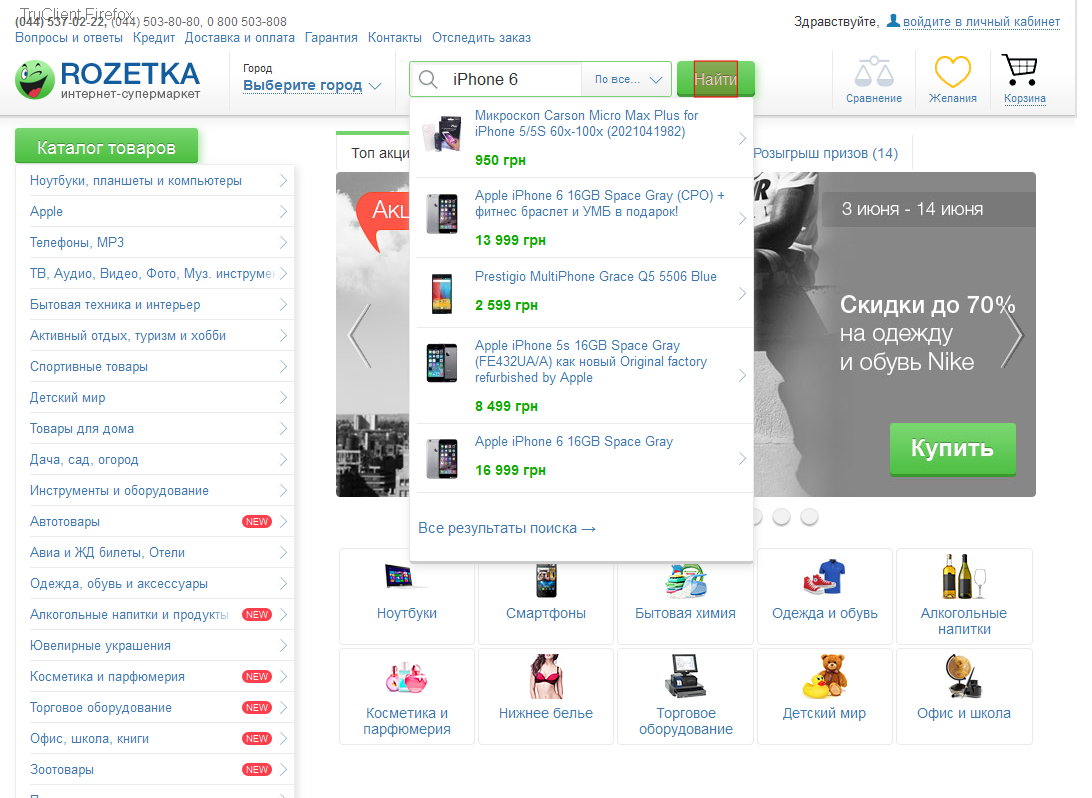 TruClient Firefox
(044) 537-02-22, (044) 503-80-80, 0 800 503-808
Здравствуйте, войдите в личный кабинет
Вопросы и ответы Кредит Доставка и оплата Гарантия Контакты Отследить заказ
ROZETKA
интернет-супермаркет
Город
Выберите город
iPhone 6
По все...
Найти
Сравнение
Желания
Корзина
Каталог товаров
Ноутбуки, планшеты и компьютеры
Apple
Телефоны, MP3
ТВ, Аудио, Видео, Фото, Муз. инструме
Бытовая техника и интерьер
Активный отдых, туризм и хобби
Спортивные товары
Детский мир
Товары для дома
Дача, сад, огород
Инструменты и оборудование
Автотовары NEW
Авиа и ЖД билеты, Отели
Одежда, обувь и аксессуары
Алкогольные напитки и продукты NEW
Ювелирные украшения
Косметика и парфюмерия NEW
Торговое оборудование NEW
Офис, школа, книги NEW
Зоотовары NEW
Топ акци
Розыгрыш призов (14)
Акц
Микроскоп Carson Micro Max Plus for
iPhone 5/5S 60x-100x (2021041982)
950 грн
Apple iPhone 6 16GB Space Gray (CPO) +
фитнес браслет и УМБ в подарок!
13 999 грн
Prestigio MultiPhone Grace Q5 5506 Blue
2 599 грн
Apple iPhone 5s 16GB Space Gray
(FE432UA/A) как новый Original factory
refurbished by Apple
8 499 грн
Apple iPhone 6 16GB Space Gray
16 999 грн
Все результаты поиска →
3 июня - 14 июня
Скидки до 70%
на одежду
и обувь Nike
Купить
Ноутбуки
Смартфоны
Бытовая химия
Одежда и обувь
Алкогольные
напитки
Косметика и
парфюмерия
Нижнее белье
Торговое
оборудование
Детский мир
Офис и школа